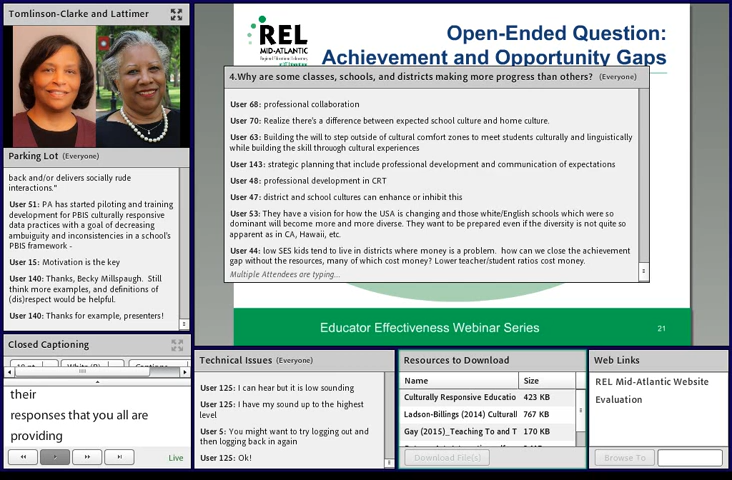 Tomlinson-Clarke and Lattimer
Parking Lot (Everyone)
back and/or delivers socially rude
interactions."
User 51: PA has started piloting and training
development for PBIS culturally responsive
data practices with a goal of decreasing
ambiguity and inconsistencies in a school's
PBIS framework -
User 15: Motivation is the key
User 140: Thanks, Becky Millspaugh. Still
think more examples, and definitions of
(dis)respect would be helpful.
User 140: Thanks for example, presenters!
Closed Captioning
their
responses that you all are
providing
Live
REL
MID-ATLANTIC
Open-Ended Question:
Achievement and Opportunity Gaps
4.Why are some classes, schools, and districts making more progress than others? (Everyone)
User 68: professional collaboration
User 70: Realize there's a difference between expected school culture and home culture.
User 63: Building the will to step outside of cultural comfort zones to meet students culturally and linguistically
while building the skill through cultural experiences
User 143: strategic planning that include professional development and communication of expectations
User 48: professional development in CRT
User 47: district and school cultures can enhance or inhibit this
User 53: They have a vision for how the USA is changing and those white/English schools which were so
dominant will become more and more diverse. They want to be prepared even if the diversity is not quite so
apparent as in CA, Hawaii, etc.
User 44: low SES kids tend to live in districts where money is a problem. how can we close the achievement
gap without the resources, many of which cost money? Lower teacher/student ratios cost money.
Multiple Attendees are typing...
Educator Effectiveness Webinar Series
21
Technical Issues (Everyone)
User 125: I can hear but it is low sounding
User 125: I have my sound up to the highest
level
User 5: You might want to try logging out and
then logging back in again
User 125: Ok!
Resources to Download
Name Size
Culturally Responsive Educatio 423 KB
Ladson-Billings (2014) Culturall 767 KB
Gay (2015)_Teaching To and T 170 KB
Download File(s)
Web Links
REL Mid-Atlantic Website
Evaluation
Browse To